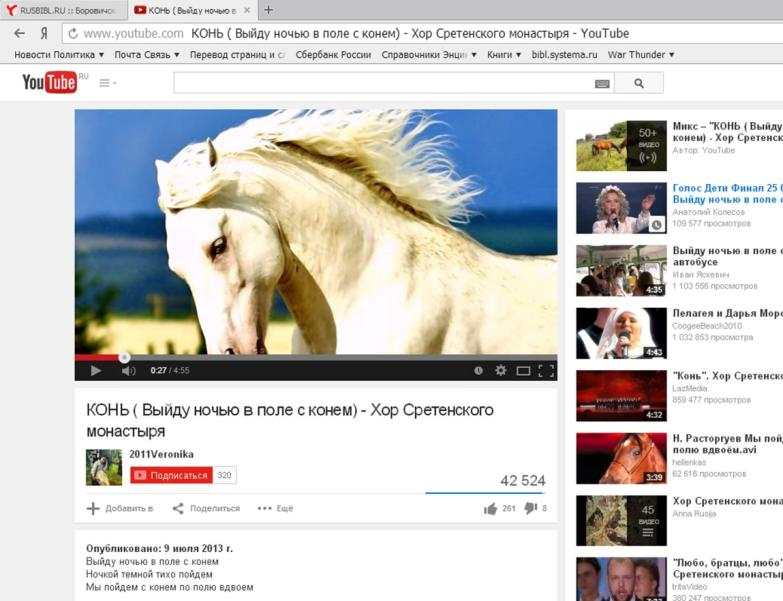 RUSBIBL.RU :: Боровичск
КОНЬ ( Выйду ночью в
www.youtube.com КОНЬ ( Выйду ночью в поле с конем) - Хор Сретенского монастыря - YouTube
Новости Политика Почта Связь Перевод страниц и с Сбербанк России Справочники Энци Книги bibl.systema.ru War Thunder
YouTube RU
50+
ВИДЕО
Микс – "КОНЬ ( Выйду
конем) - Хор Сретенск
Автор: YouTube
Голос Дети Финал 25
Выйду ночью в поле
Анатолий Колесов
109 577 просмотров
Выйду ночью в поле
автобусе
Иван Яскевич
1 103 556 просмотров
4:35
Пелагея и Дарья Моро
CoogeeBeach2010
1 032 853 просмотра
4:43
"Конь". Хор Сретенско
LazMedia
859 477 просмотров
4:32
Н. Расторгуев Мы пой
полю вдвоём.avi
hellenkas
62 616 просмотров
3:39
45
ВИДЕО
Хор Сретенского мона
Anna Rusija
"Любо, братцы, любо"
Сретенского монастыр
tritaVideo
380 247 просмотров
0:27 / 4:55
КОНЬ ( Выйду ночью в поле с конем) - Хор Сретенского
монастыря
2011Veronika
Подписаться 320
42 524
Добавить в Поделиться Ещё 261 8
Опубликовано: 9 июля 2013 г.
Выйду ночью в поле с конем
Ночкой темной тихо пойдем
Мы пойдем с конем по полю вдвоем